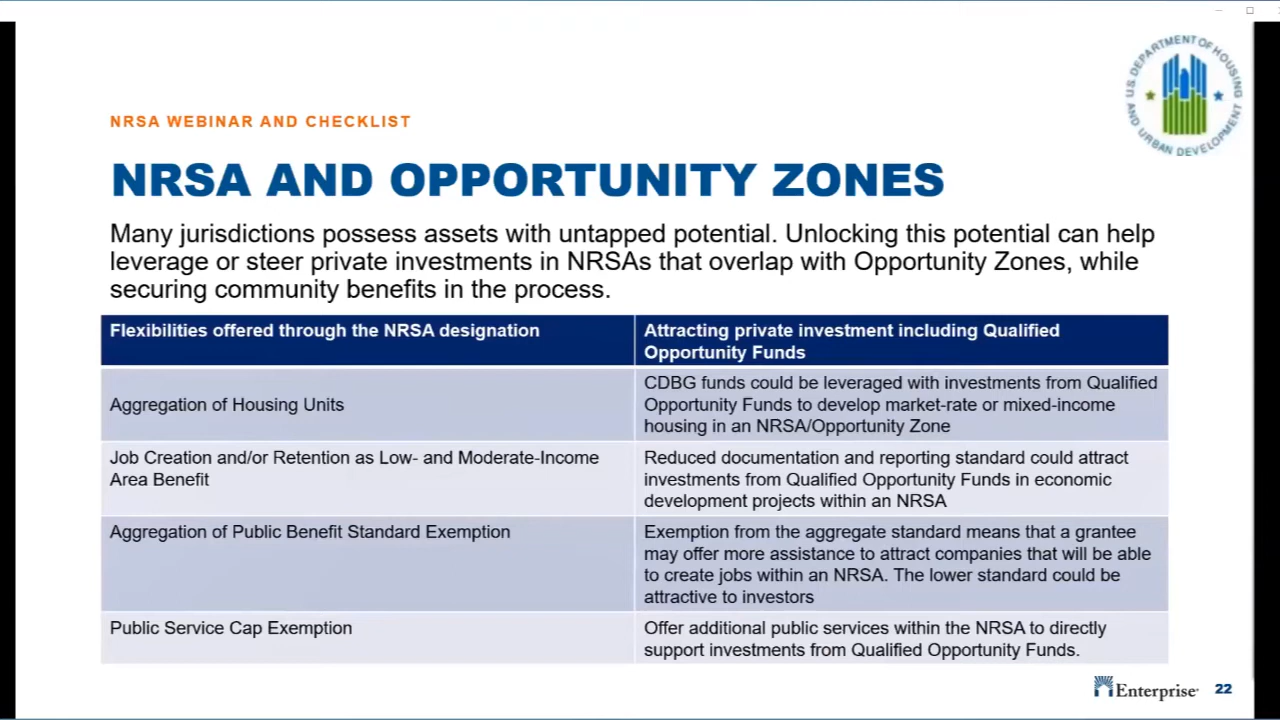 U.S. DEPARTMENT OF HOUSING
AND URBAN DEVELOPMENT
NRSA WEBINAR AND CHECKLIST
NRSA AND OPPORTUNITY ZONES
Many jurisdictions possess assets with untapped potential. Unlocking this potential can help
leverage or steer private investments in NRSAs that overlap with Opportunity Zones, while
securing community benefits in the process.
Flexibilities offered through the NRSA designation
Attracting private investment including Qualified
Opportunity Funds
Aggregation of Housing Units
CDBG funds could be leveraged with investments from Qualified
Opportunity Funds to develop market-rate or mixed-income
housing in an NRSA/Opportunity Zone
Job Creation and/or Retention as Low- and Moderate-Income
Area Benefit
Reduced documentation and reporting standard could attract
investments from Qualified Opportunity Funds in economic
development projects within an NRSA
Aggregation of Public Benefit Standard Exemption
Exemption from the aggregate standard means that a grantee
may offer more assistance to attract companies that will be able
to create jobs within an NRSA. The lower standard could be
attractive to investors
Public Service Cap Exemption
Offer additional public services within the NRSA to directly
support investments from Qualified Opportunity Funds.
Enterprise
22